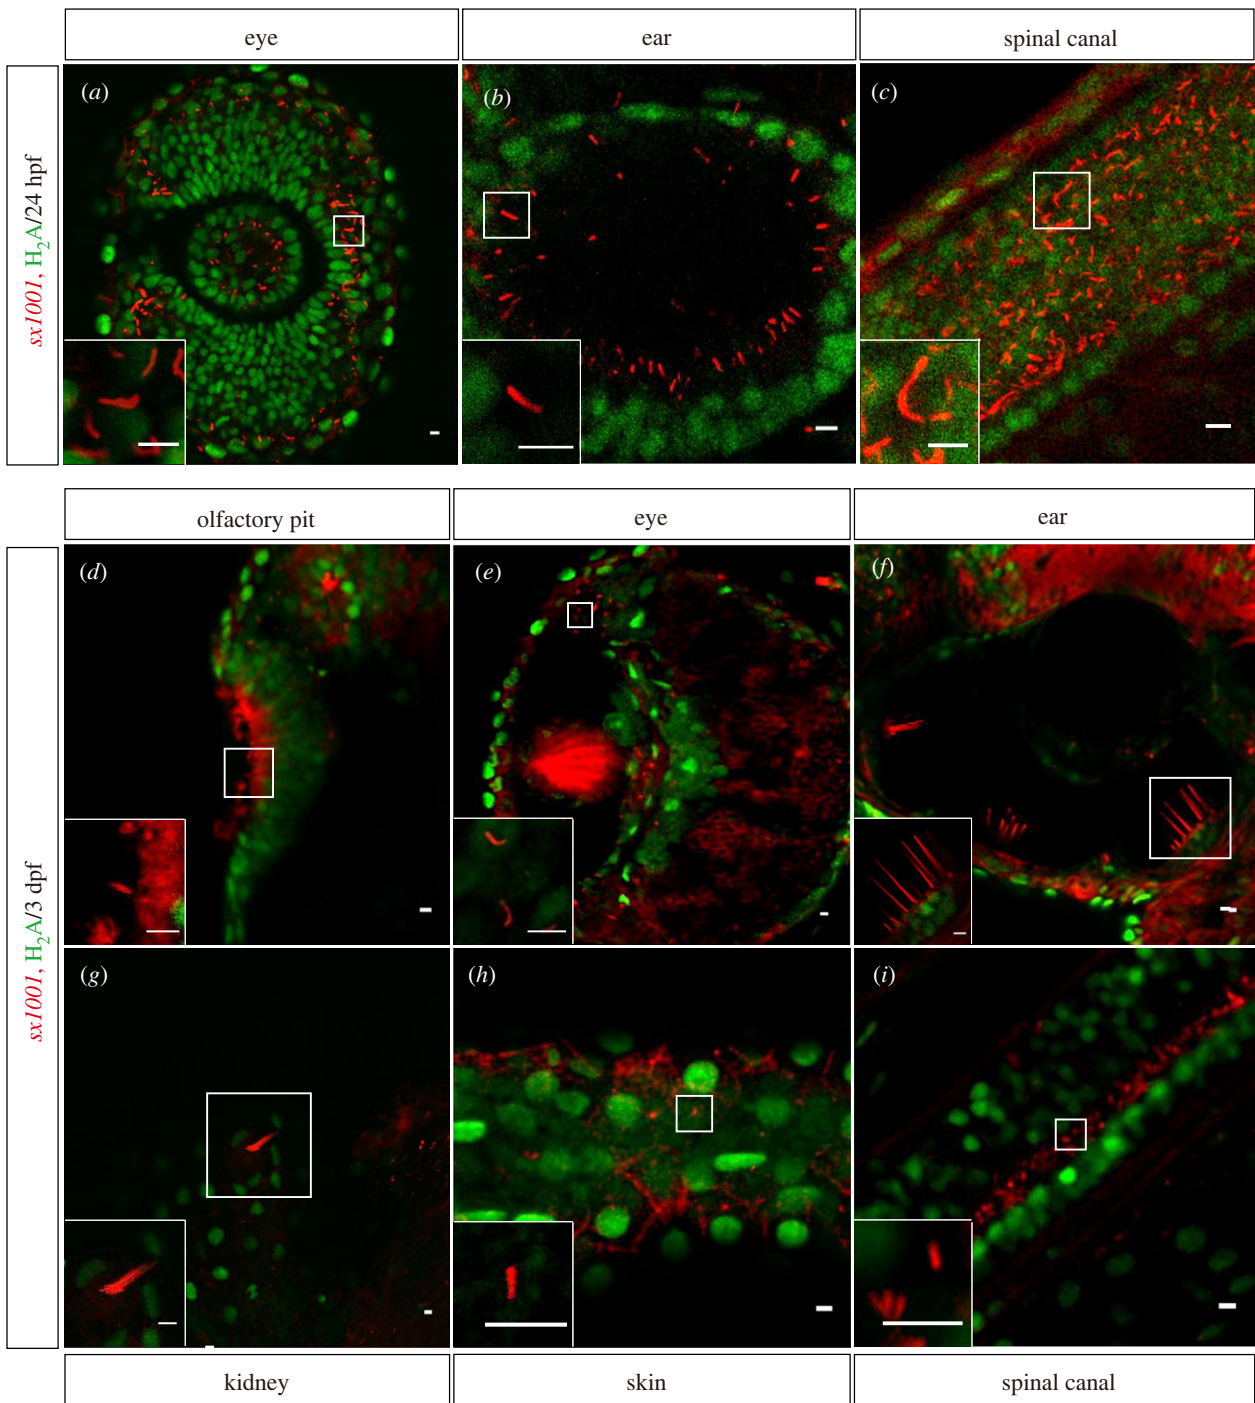 eye
ear
spinal canal
sx1001, H2A/24 hpf
(a)
(b)
(c)
olfactory pit
eye
ear
sx1001, H2A/3 dpf
(d)
(e)
(f)
(g)
(h)
(i)
kidney
skin
spinal canal